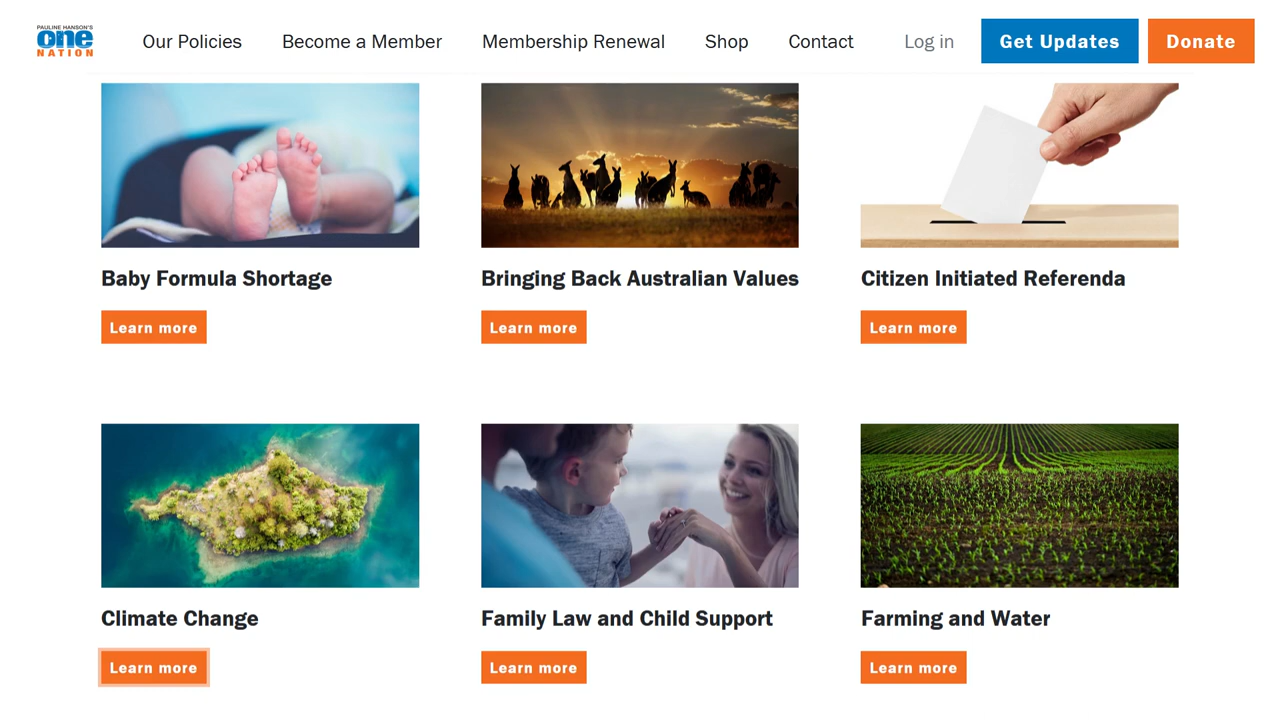 PAULINE HANSON'S
one
NATION
Our Policies
Become a Member
Membership Renewal
Shop
Contact
Log in
Get Updates
Donate
Baby Formula Shortage
Bringing Back Australian Values
Citizen Initiated Referenda
Learn more
Learn more
Learn more
Climate Change
Family Law and Child Support
Farming and Water
Learn more
Learn more
Learn more